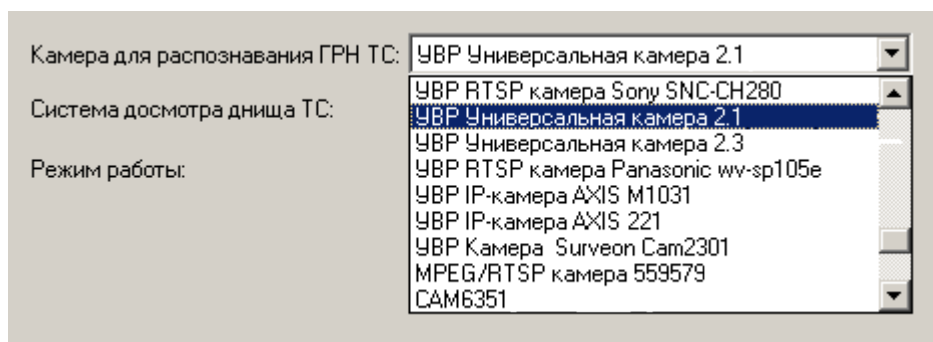 Камера для распознавания ГРН ТС: УВР Универсальная камера 2.1
УВР RTSP камера Sony SNC-CH280
Система досмотра днища ТС: УВР Универсальная камера 2.1
УВР Универсальная камера 2.3
Режим работы: УВР RTSP камера Panasonic wv-sp105e
УВР IP-камера AXIS M1031
УВР IP-камера AXIS 221
УВР Камера  Surveon Cam2301
MPEG/RTSP камера 559579
CAM6351